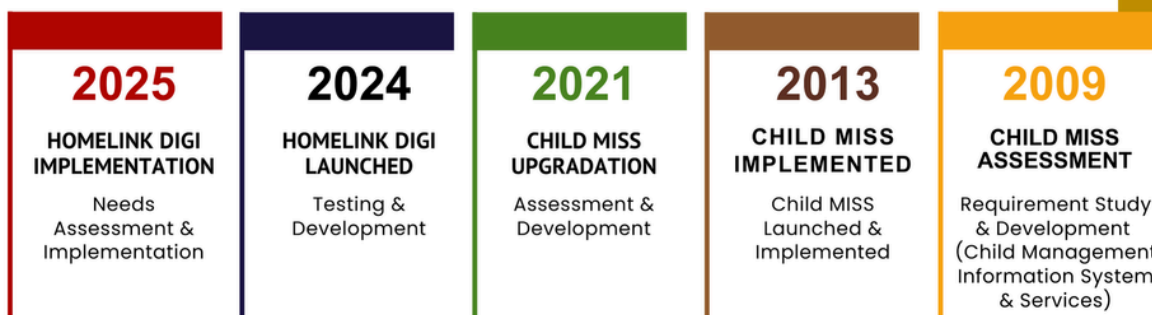 2025
HOMELINK DIGI
IMPLEMENTATION
Needs
Assessment &
Implementation
2024
HOMELINK DIGI
LAUNCHED
Testing &
Development
2021
CHILD MISS
UPGRADATION
Assessment &
Development
2013
CHILD MISS
IMPLEMENTED
Child MISS
Launched &
Implemented
2009
CHILD MISS
ASSESSMENT
Requirement Study
& Development
(Child Management
Information System
& Services)